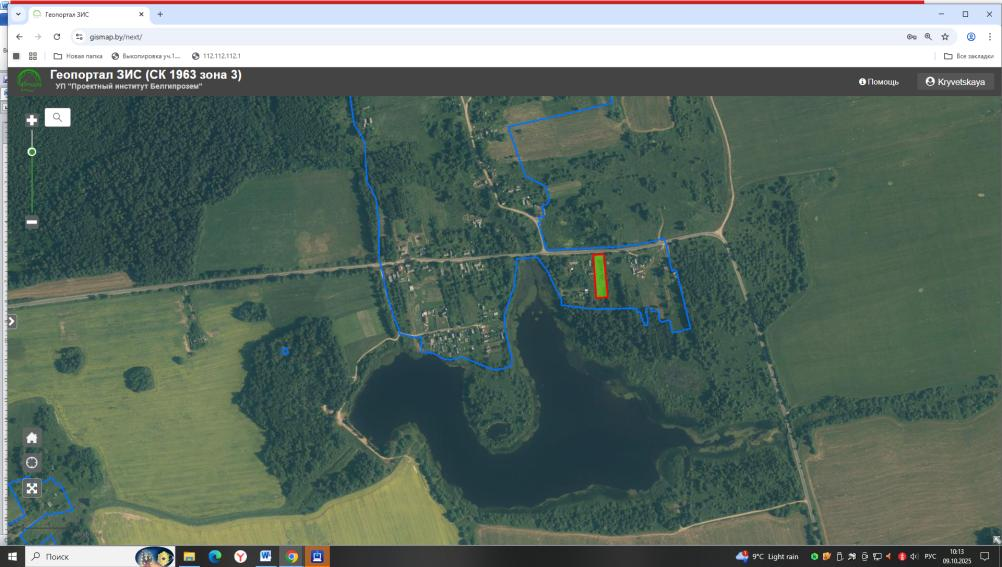 Геопортал ЗИС
gismap.by/next/
Новая папка
Выкопировка уч.1...
112.112.112.1
Все закладки
Геопортал ЗИС (СК 1963 зона 3)
УП "Проектный институт Белгипрозем"
Помощь
Kryvetskaya
Поиск
9°C Light rain
РУС
10:13
09.10.2025